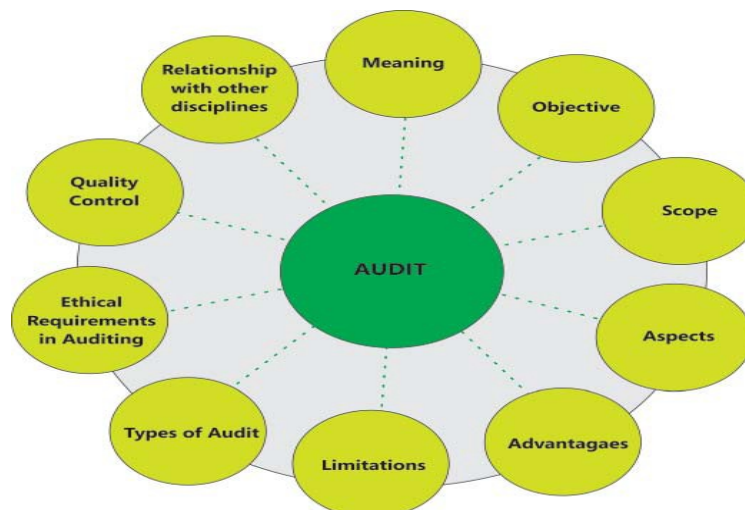 Meaning
Objective
Scope
Aspects
Advantagaes
Limitations
Types of Audit
Ethical
Requirements
in Auditing
Quality
Control
Relationship
with other
disciplines
AUDIT